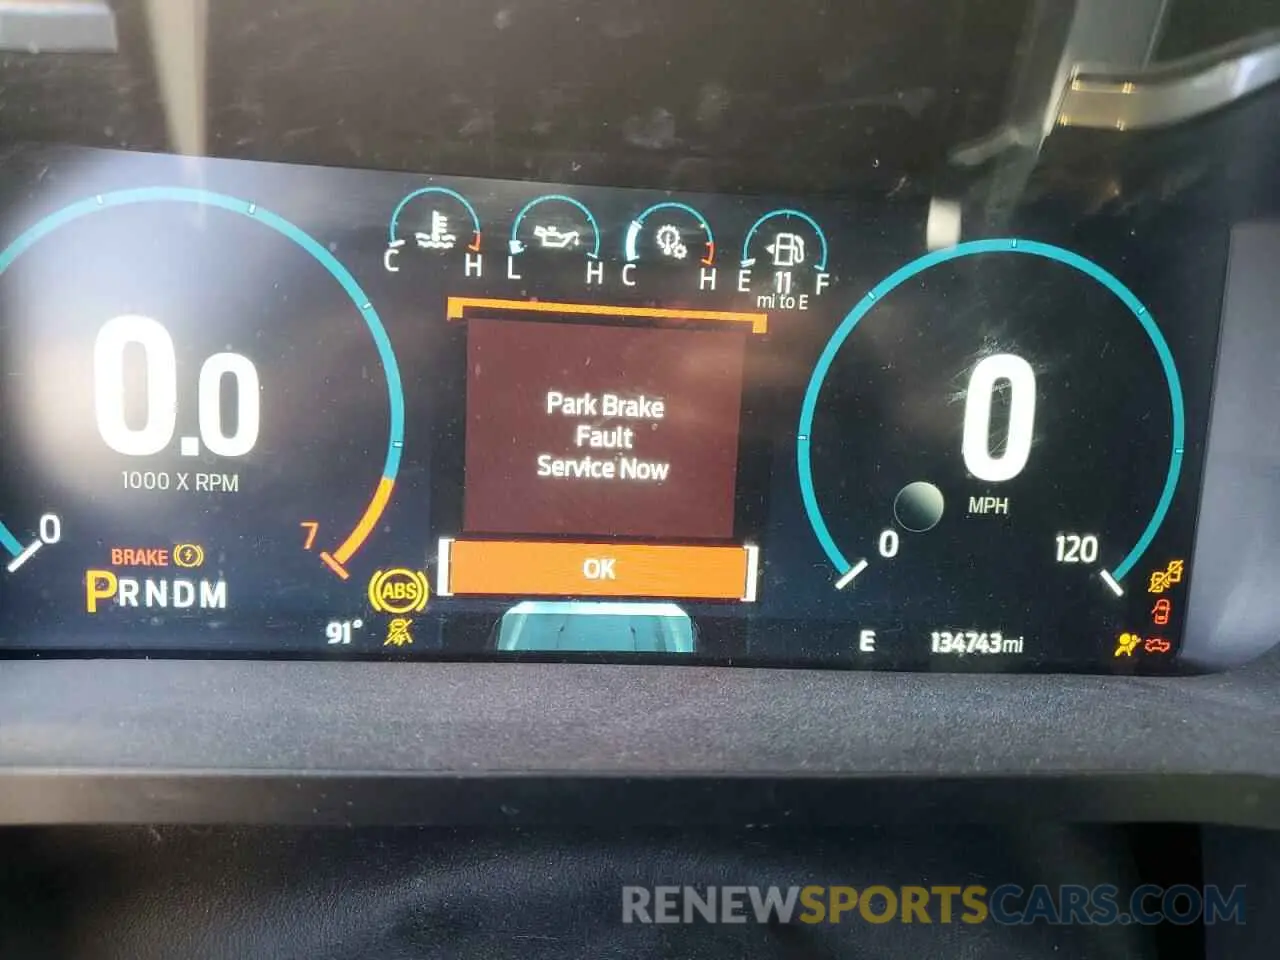 C H L H C H E 11 F
mi to E
0.0
1000 X RPM
0
7
BRAKE
PRNDM
ABS
91°
Park Brake
Fault
Service Now
OK
0
MPH
0
120
E
134743mi
RENEWSPORTSCARS.COM